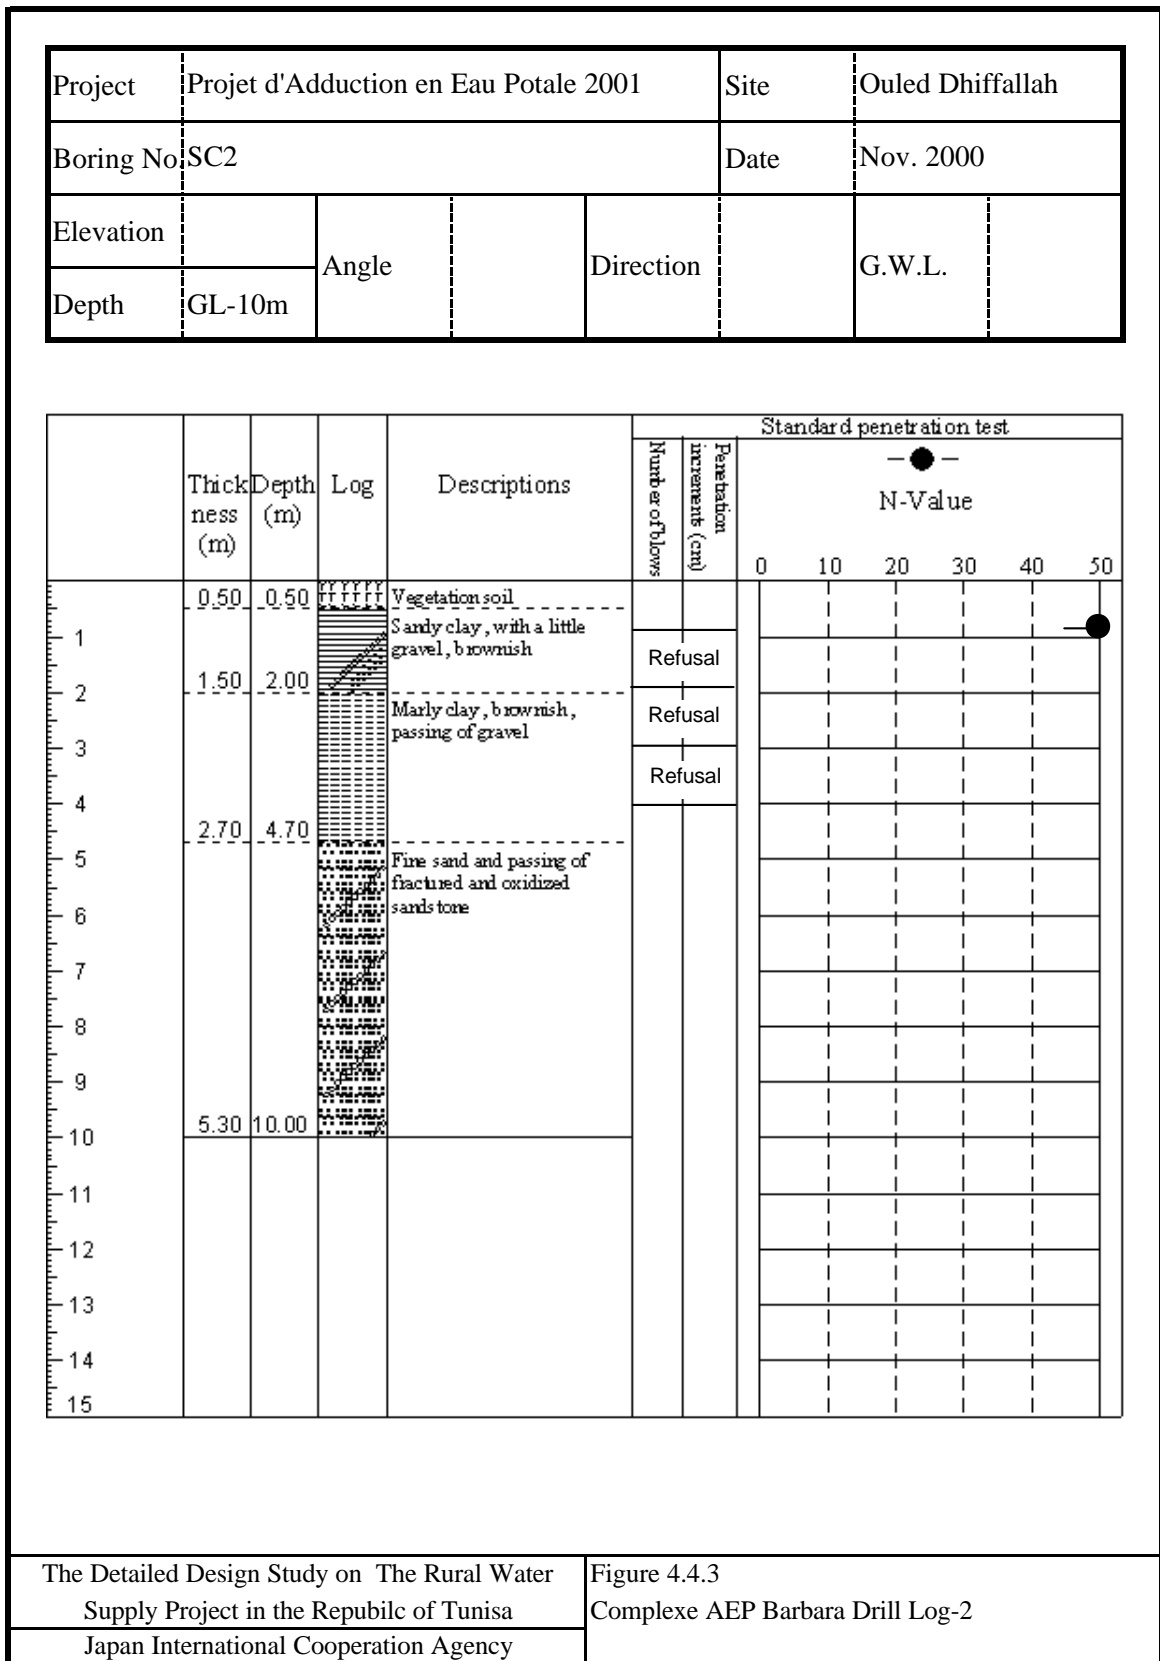 Project Projet d'Adduction en Eau Potale 2001 Site Ouled Dhiffallah
Boring No. SC2 Date Nov. 2000
Elevation
Angle Direction G.W.L.
Depth GL-10m
Standard penetration test
Thick Depth Log Descriptions
ness (m)
(m)
Number of blows
Penetration
increments (cm)
N-Value
0 10 20 30 40 50
0.50 0.50 Vegetation soil
Sandy clay, with a little
gravel, brownish
1
Refusal
1.50 2.00
2
Marly clay, brownish,
passing of gravel
Refusal
3
Refusal
4
2.70 4.70
5
Fine sand and passing of
fractured and oxidized
sandstone
6
7
8
9
5.30 10.00
10
11
12
13
14
15
The Detailed Design Study on The Rural Water
Supply Project in the Repubilc of Tunisa
Japan International Cooperation Agency
Figure 4.4.3
Complexe AEP Barbara Drill Log-2